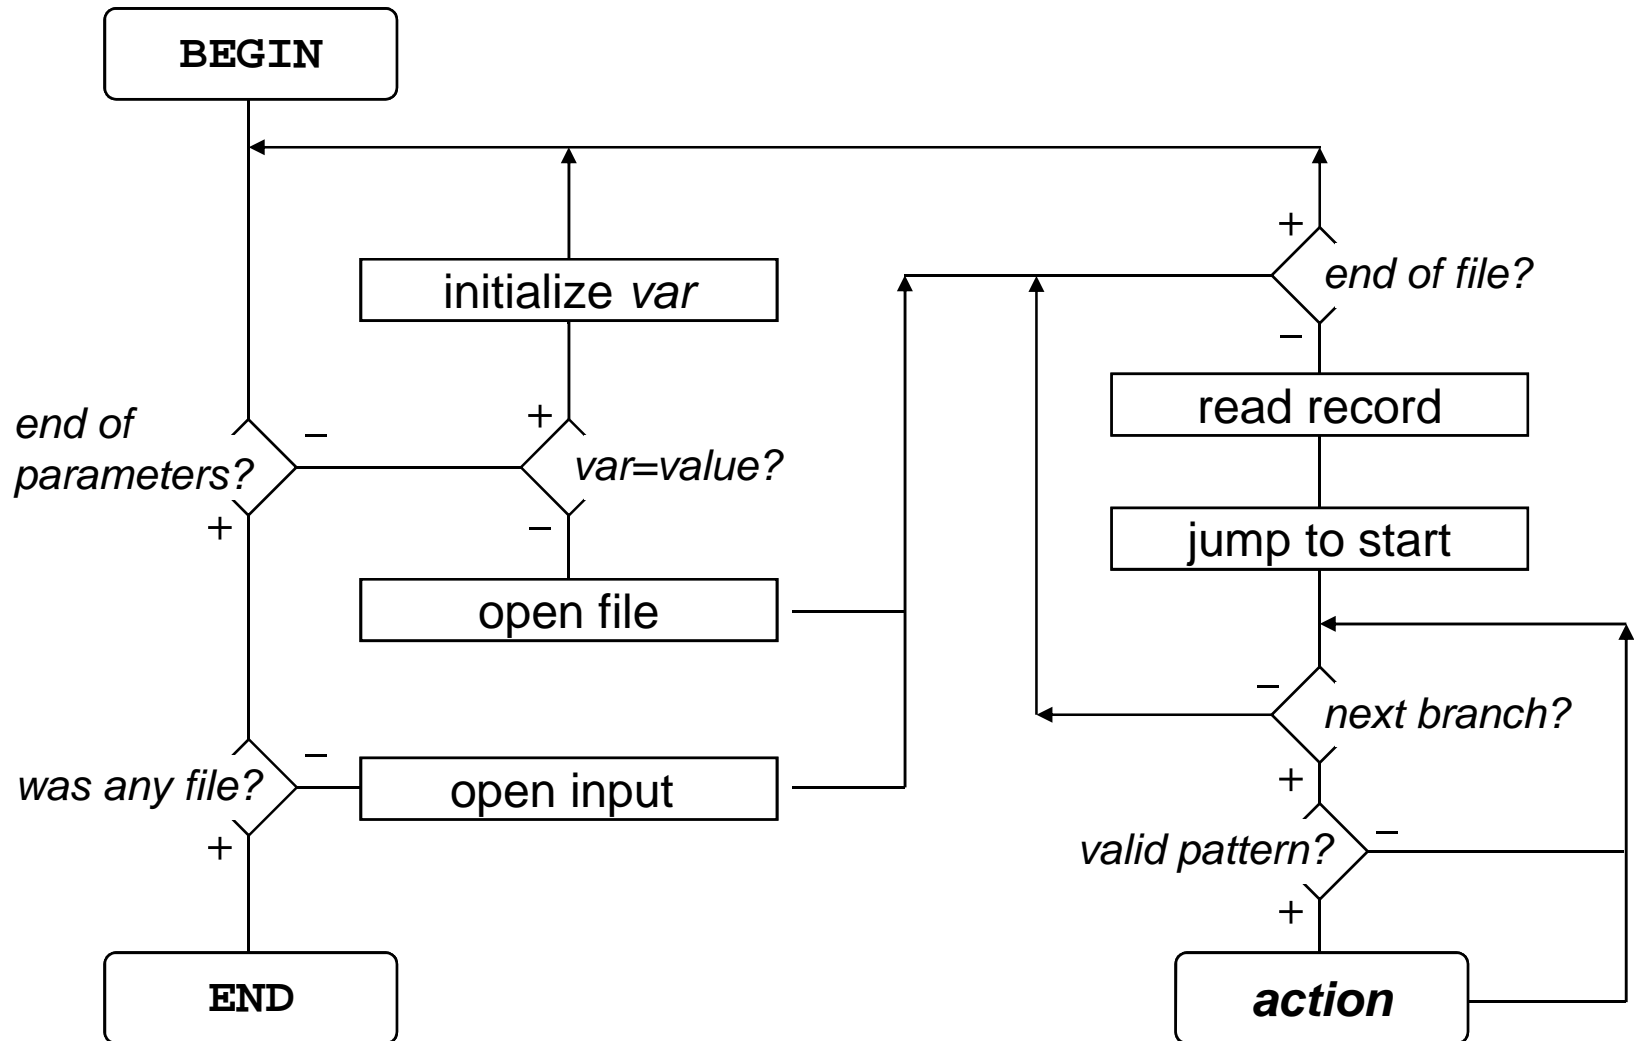 BEGIN
+
end of file?
initialize var
−
read record
end of
parameters?
−
+
var=value?
+
−
jump to start
open file
−
next branch?
−
was any file?
open input
+
+
valid pattern?
−
+
END
action